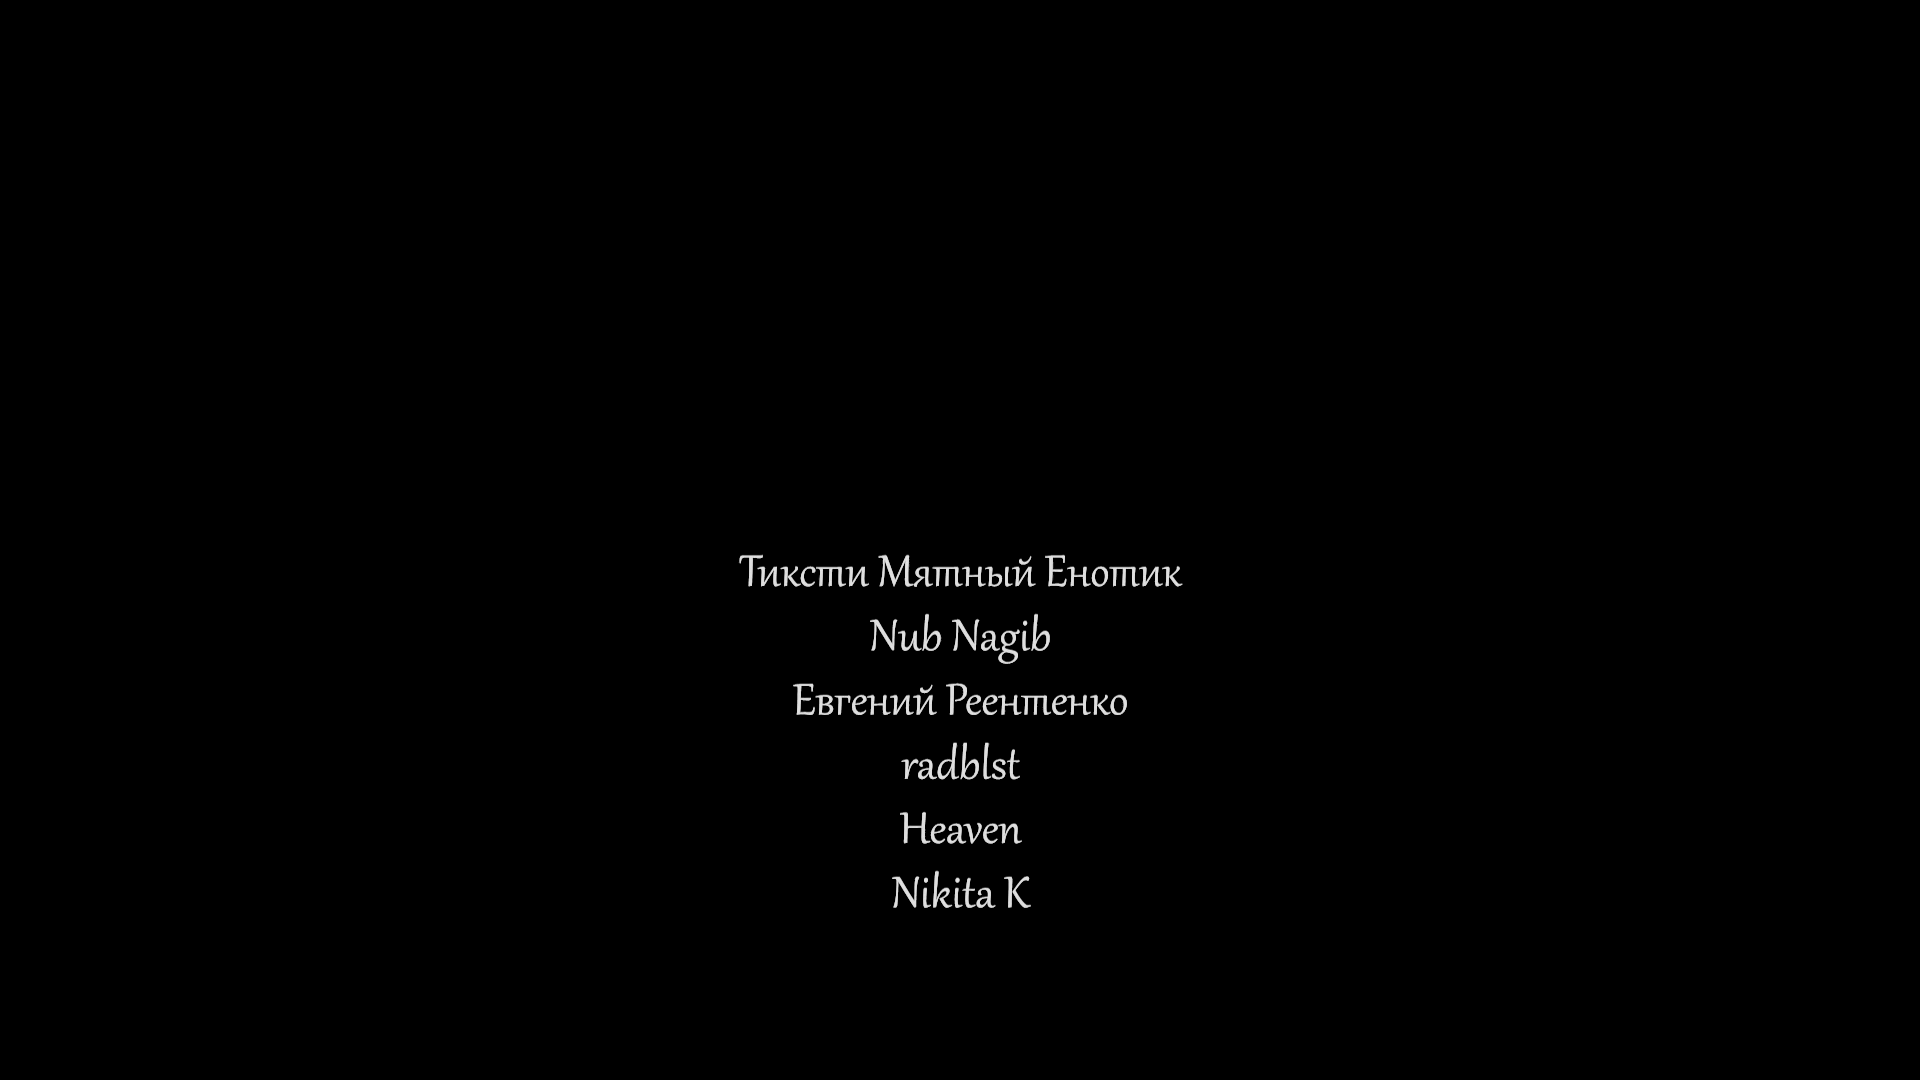 Тиксти Мятный Енотик
Nub Nagib
Евгений Реентенко
radblst
Heaven
Nikita K